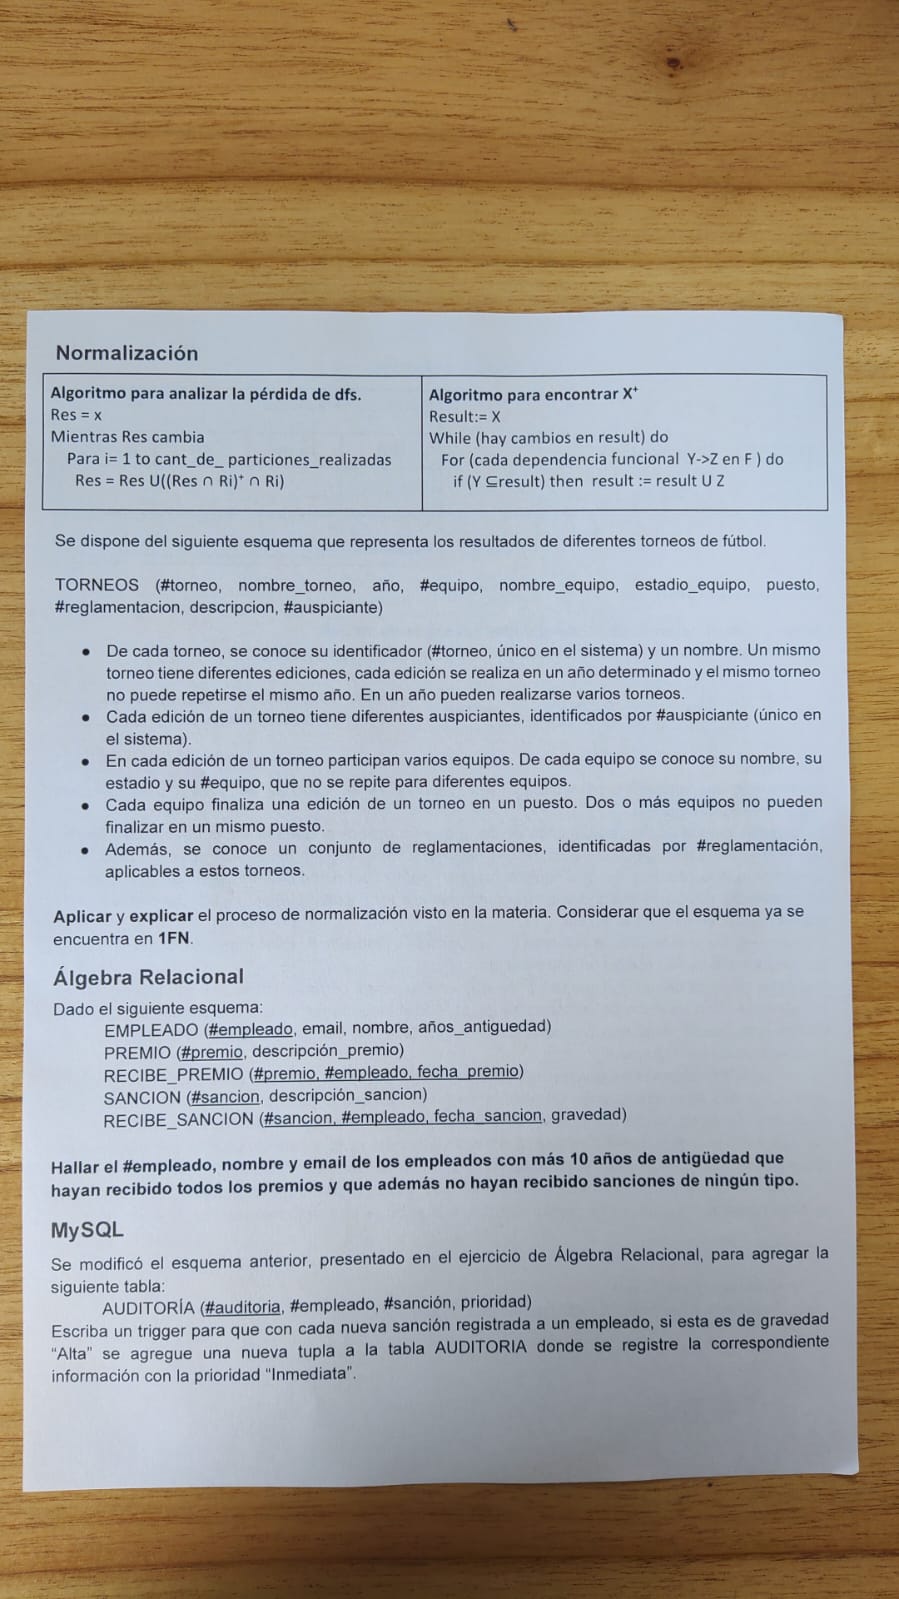 Normalización
Algoritmo para analizar la pérdida de dfs.
Res = x
Mientras Res cambia
Para i= 1 to cant_de_ particiones_realizadas
Res = Res U((Res ∩ Ri)⁺ ∩ Ri)
Algoritmo para encontrar X⁺
Result:= X
While (hay cambios en result) do
For (cada dependencia funcional Y->Z en F ) do
if (Y ⊆result) then result := result U Z
Se dispone del siguiente esquema que representa los resultados de diferentes torneos de fútbol.
TORNEOS (#torneo, nombre_torneo, año, #equipo, nombre_equipo, estadio_equipo, puesto,
#reglamentacion, descripcion, #auspiciante)
● De cada torneo, se conoce su identificador (#torneo, único en el sistema) y un nombre. Un mismo
torneo tiene diferentes ediciones, cada edición se realiza en un año determinado y el mismo torneo
no puede repetirse el mismo año. En un año pueden realizarse varios torneos.
● Cada edición de un torneo tiene diferentes auspiciantes, identificados por #auspiciante (único en
el sistema).
● En cada edición de un torneo participan varios equipos. De cada equipo se conoce su nombre, su
estadio y su #equipo, que no se repite para diferentes equipos.
● Cada equipo finaliza una edición de un torneo en un puesto. Dos o más equipos no pueden
finalizar en un mismo puesto.
● Además, se conoce un conjunto de reglamentaciones, identificadas por #reglamentación,
aplicables a estos torneos.
Aplicar y explicar el proceso de normalización visto en la materia. Considerar que el esquema ya se
encuentra en 1FN.
Álgebra Relacional
Dado el siguiente esquema:
EMPLEADO (#empleado, email, nombre, años_antiguedad)
PREMIO (#premio, descripción_premio)
RECIBE_PREMIO (#premio, #empleado, fecha_premio)
SANCION (#sancion, descripción_sancion)
RECIBE_SANCION (#sancion, #empleado, fecha_sancion, gravedad)
Hallar el #empleado, nombre y email de los empleados con más 10 años de antigüedad que
hayan recibido todos los premios y que además no hayan recibido sanciones de ningún tipo.
MySQL
Se modificó el esquema anterior, presentado en el ejercicio de Álgebra Relacional, para agregar la
siguiente tabla:
AUDITORÍA (#auditoria, #empleado, #sanción, prioridad)
Escriba un trigger para que con cada nueva sanción registrada a un empleado, si esta es de gravedad
“Alta” se agregue una nueva tupla a la tabla AUDITORIA donde se registre la correspondiente
información con la prioridad “Inmediata”.